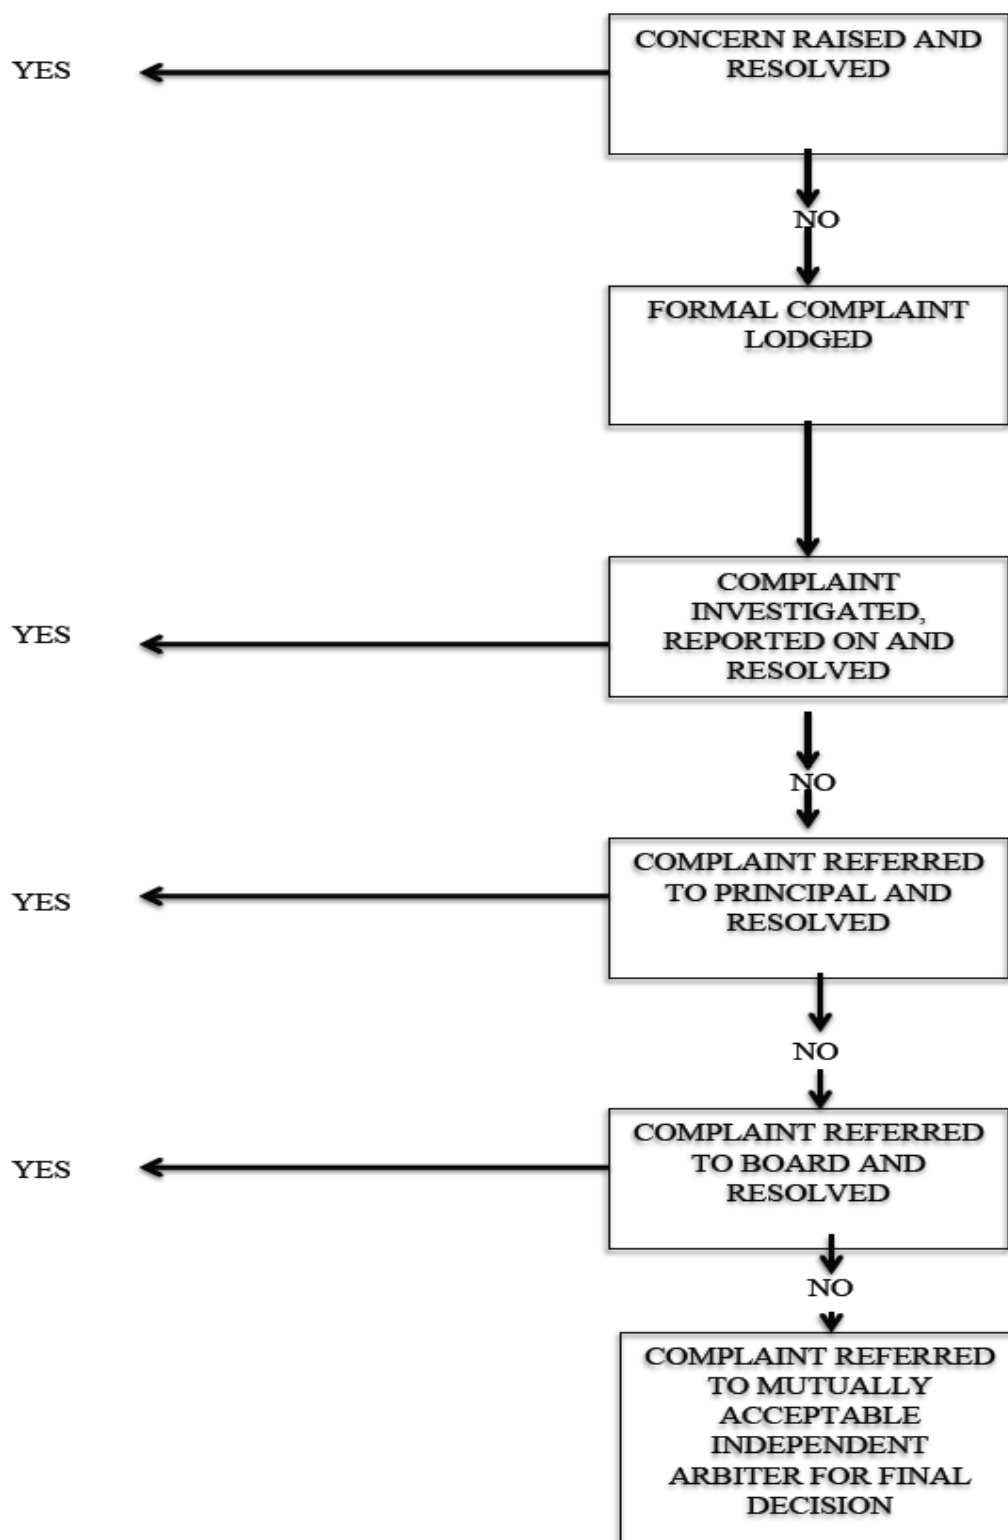 CONCERN RAISED AND
RESOLVED
YES
NO
FORMAL COMPLAINT
LODGED
COMPLAINT
INVESTIGATED,
REPORTED ON AND
RESOLVED
YES
NO
COMPLAINT REFERRED
TO PRINCIPAL AND
RESOLVED
YES
NO
COMPLAINT REFERRED
TO BOARD AND
RESOLVED
YES
NO
COMPLAINT REFERRED
TO MUTUALLY
ACCEPTABLE
INDEPENDENT
ARBITER FOR FINAL
DECISION